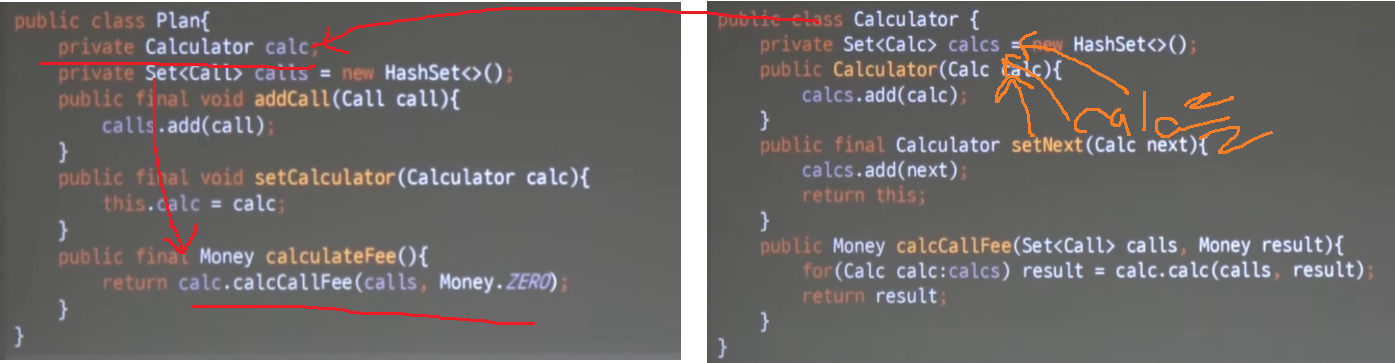 public class Plan{
private Calculator calc;
private Set<Call> calls = new HashSet<>();
public final void addCall(Call call){
calls.add(call);
}
public final void setCalculator(Calculator calc){
this.calc = calc;
}
public final Money calculateFee(){
return calc.calcCallFee(calls, Money.ZERO);
}
}
public class Calculator {
private Set<Calc> calcs = new HashSet<>();
public Calculator(Calc calc){
calcs.add(calc);
}
public final Calculator setNext(Calc next){
calcs.add(next);
return this;
}
public Money calcCallFee(Set<Call> calls, Money result){
for(Calc calc:calcs) result = calc.calc(calls, result);
return result;
}
}